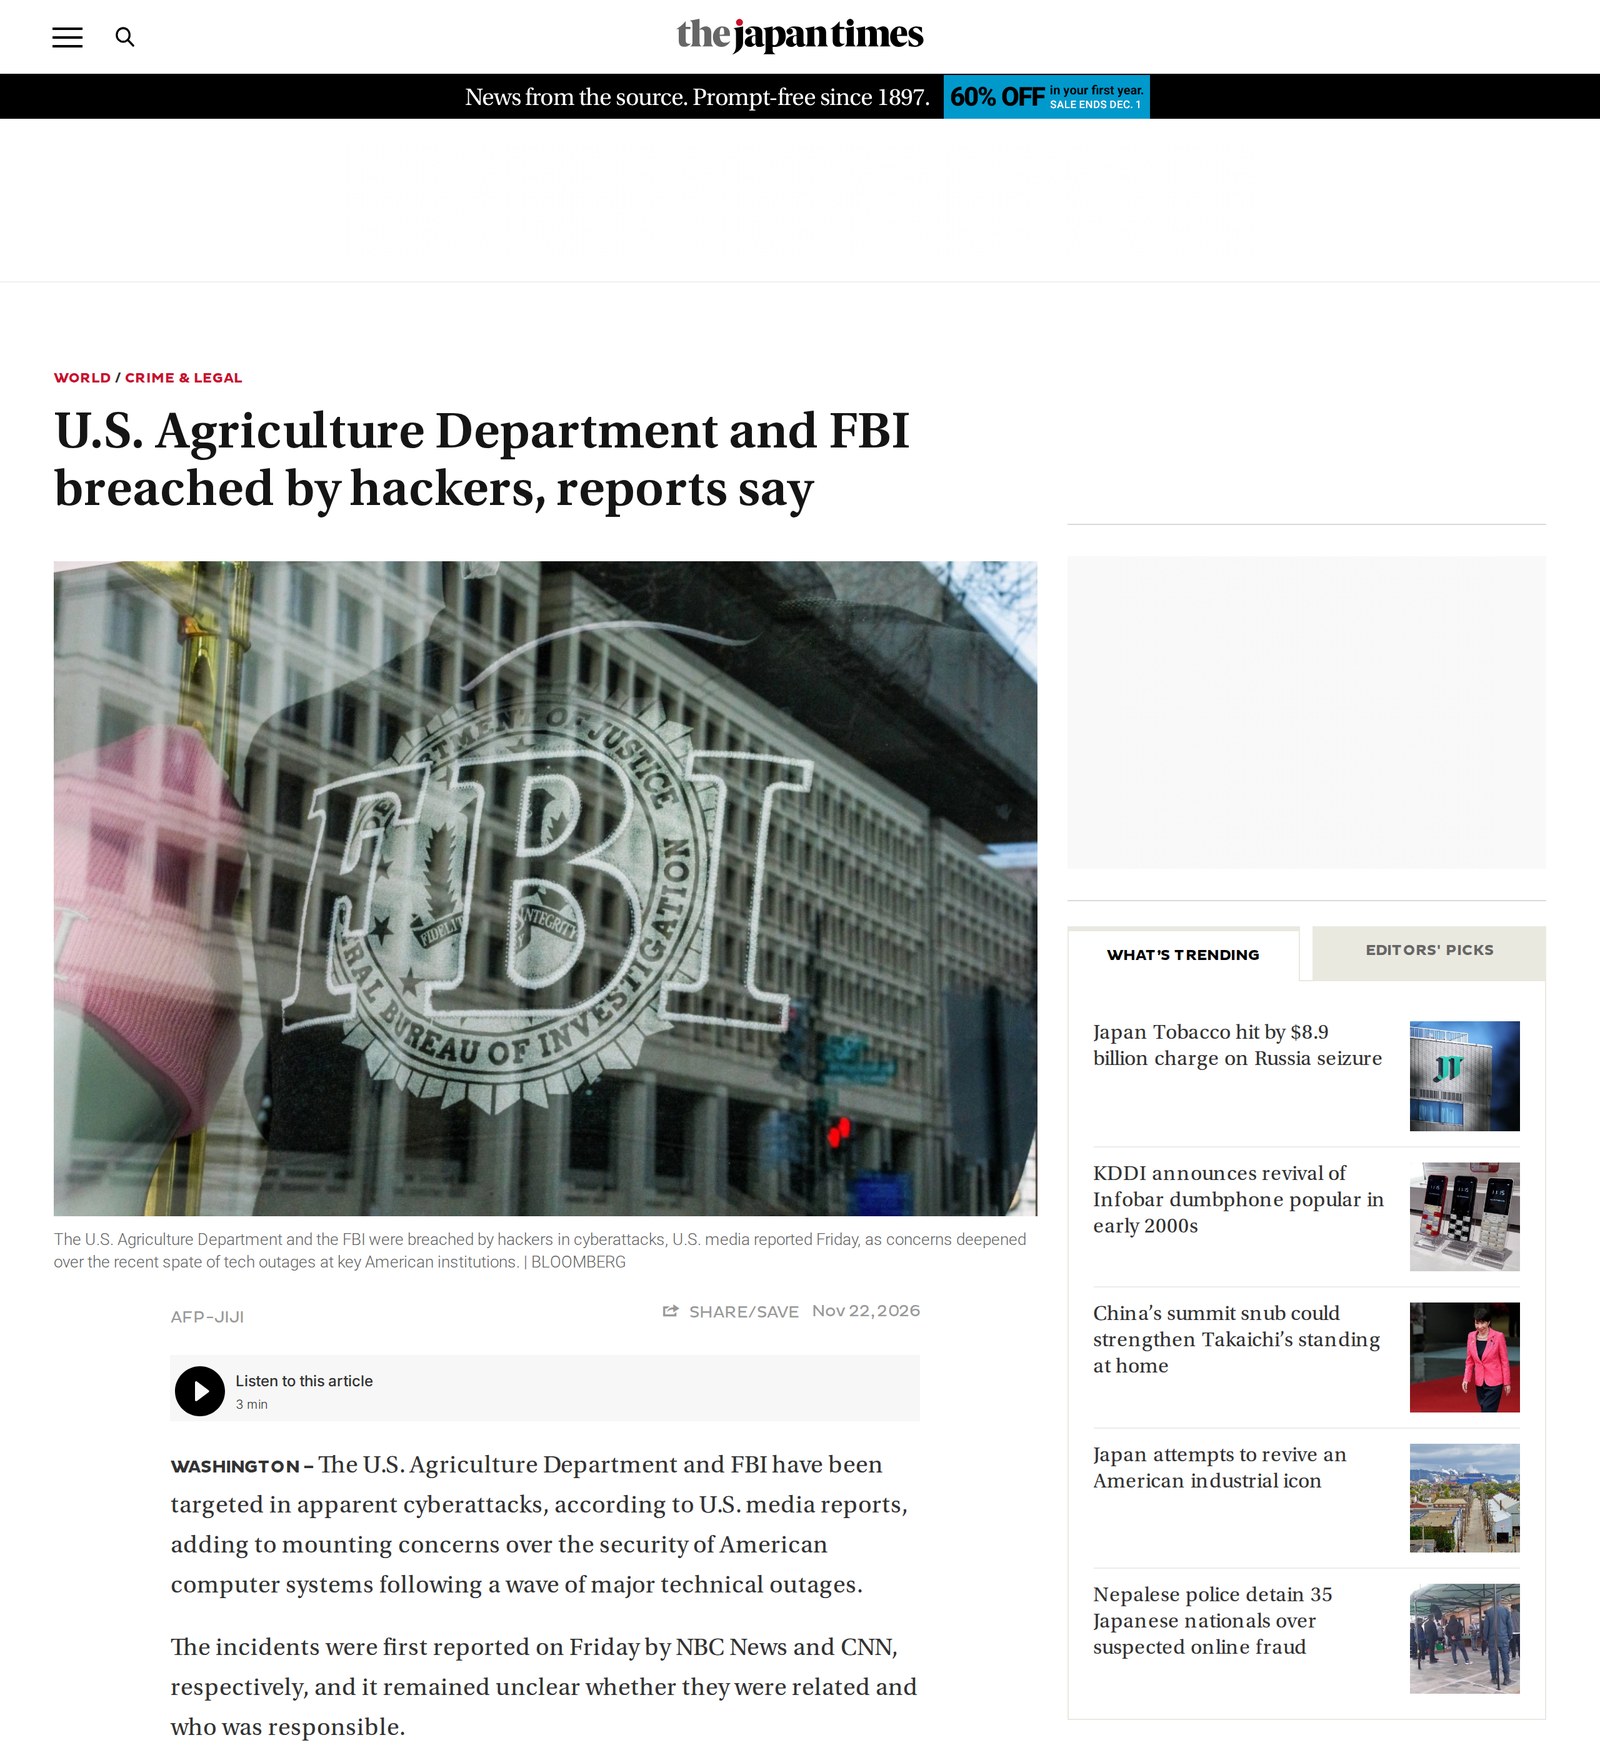 the japan times
News from the source. Prompt-free since 1897.
60% OFF
in your first year.
SALE ENDS DEC. 1
WORLD / CRIME & LEGAL
U.S. Agriculture Department and FBI
breached by hackers, reports say
FBI
DEPARTMENT OF JUSTICE
FEDERAL BUREAU OF INVESTIGATION
FIDELITY
INTEGRITY
The U.S. Agriculture Department and the FBI were breached by hackers in cyberattacks, U.S. media reported Friday, as concerns deepened
over the recent spate of tech outages at key American institutions. | BLOOMBERG
AFP-JIJI
SHARE/SAVE
Nov 22, 2026
Listen to this article
3 min
WASHINGTON – The U.S. Agriculture Department and FBI have been
targeted in apparent cyberattacks, according to U.S. media reports,
adding to mounting concerns over the security of American
computer systems following a wave of major technical outages.
The incidents were first reported on Friday by NBC News and CNN,
respectively, and it remained unclear whether they were related and
who was responsible.
WHAT'S TRENDING
EDITORS' PICKS
Japan Tobacco hit by $8.9
billion charge on Russia seizure
JT
KDDI announces revival of
Infobar dumbphone popular in
early 2000s
China’s summit snub could
strengthen Takaichi’s standing
at home
Japan attempts to revive an
American industrial icon
Nepalese police detain 35
Japanese nationals over
suspected online fraud